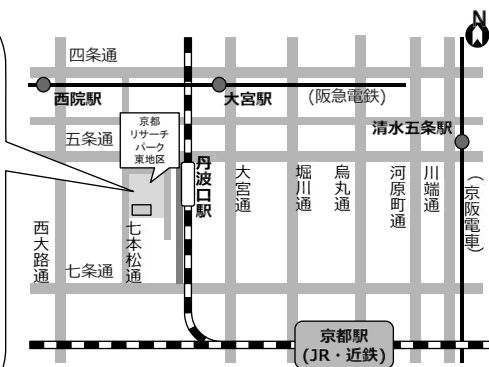 N
四条通
西院駅
大宮駅
(阪急電鉄)
京都
リサーチ
パーク
東地区
五条通
清水五条駅
丹波口駅
大宮通
堀川通
烏丸通
河原町通
川端通
(京阪電車)
西大路通
七本松通
七条通
京都駅
(JR・近鉄)